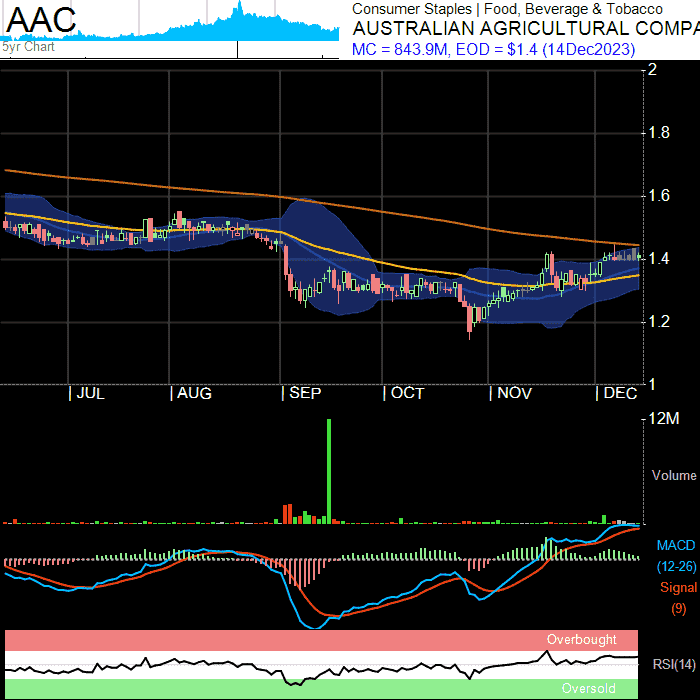 AAC
5yr Chart
Consumer Staples | Food, Beverage & Tobacco
AUSTRALIAN AGRICULTURAL COMPA
MC = 843.9M, EOD = $1.4 (14Dec2023)
2
1.8
1.6
1.4
1.2
1
JUL AUG SEP OCT NOV DEC
12M
Volume
MACD
(12-26)
Signal
(9)
Overbought
RSI(14)
Oversold